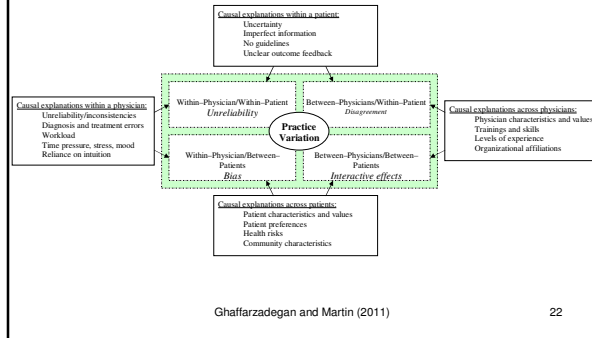 Causal explanations within a patient:
Uncertainty
Imperfect information
No guidelines
Unclear outcome feedback
Causal explanations within a physician:
Unreliability/inconsistencies
Diagnosis and treatment errors
Workload
Time pressure, stress, mood
Reliance on intuition
Within–Physician/Within–Patient
Unreliability
Between–Physicians/Within–Patient
Disagreement
Practice
Variation
Within–Physician/Between–
Patients
Bias
Between–Physicians/Between–
Patients
Interactive effects
Causal explanations across physicians:
Physician characteristics and values
Trainings and skills
Levels of experience
Organizational affiliations
Causal explanations across patients:
Patient characteristics and values
Patient preferences
Health risks
Community characteristics
Ghaffarzadegan and Martin (2011)
22